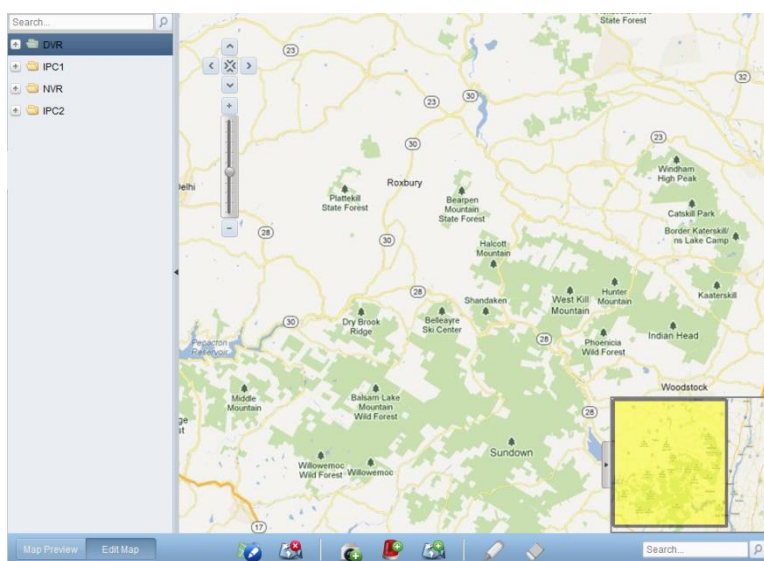 Search...
State Forest
DVR
IPC1
NVR
IPC2
23
32
30
23
30
23
30
Windham
High Peak
elhi
Roxbury
Plattekill
State Forest
Bearpen
Mountain
State Forest
Catskill Park
28
30
Border Katerskill/
ns Lake Camp
Halcott
Mountain
28
West Kill
Mountain
Hunter
Mountain
Kaaterskill
Shandaken
30
Dry Brook
Ridge
Belleayre
Ski Center
28
Phoenicia
Wild Forest
Indian Head
Pepacton
Reservoir
Middle
Mountain
Balsam Lake
Mountain
Wild Forest
Woodstock
ge
it
28
Sundown
Willowemoc
Wild Forest
Willowemoc
17
Map Preview
Edit Map
Search...